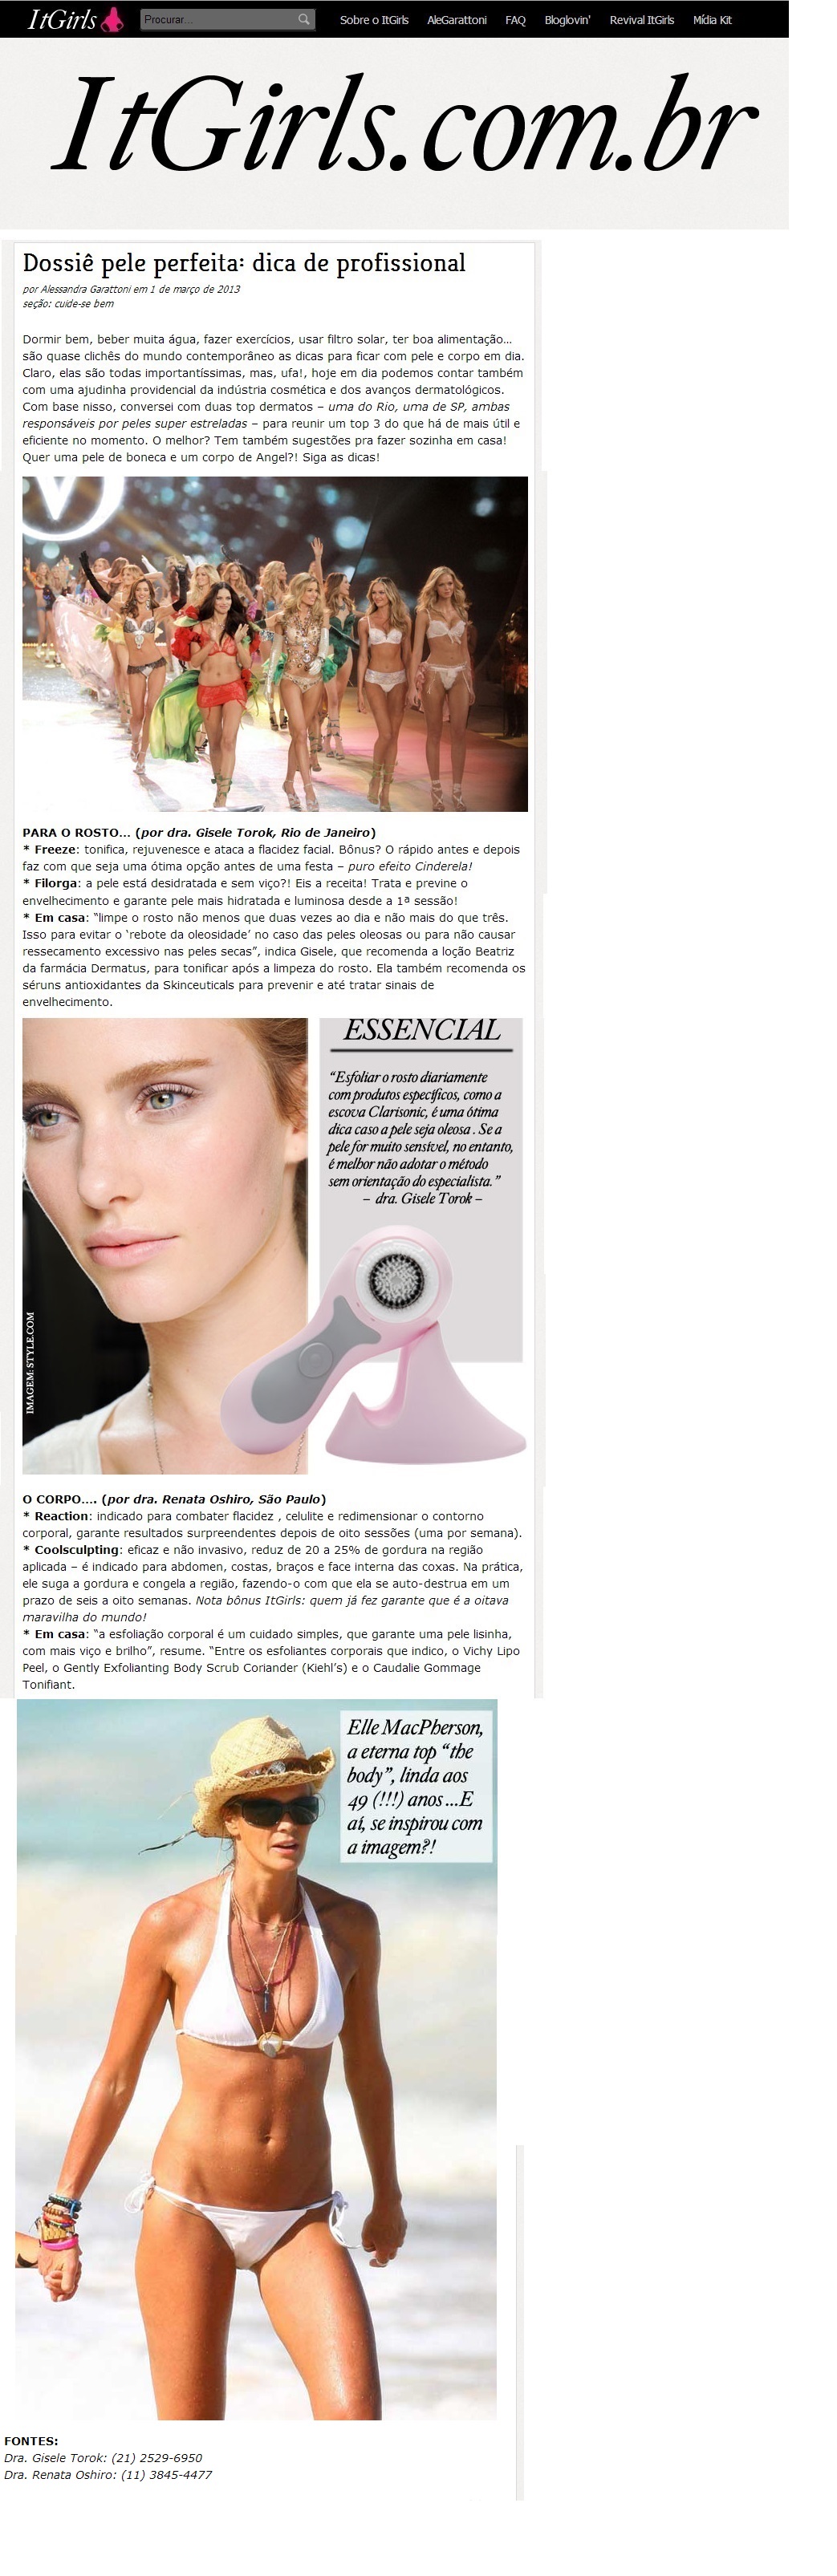 ItGirls
Procurar...
Sobre o ItGirls AleGarattoni FAQ Bloglovin' Revival ItGirls Mídia Kit
ItGirls.com.br
Dossiê pele perfeita: dica de profissional
por Alessandra Garattoni em 1 de março de 2013
seção: cuide-se bem
Dormir bem, beber muita água, fazer exercícios, usar filtro solar, ter boa alimentação…
são quase clichês do mundo contemporâneo as dicas para ficar com pele e corpo em dia.
Claro, elas são todas importantíssimas, mas, ufa!, hoje em dia podemos contar também
com uma ajudinha providencial da indústria cosmética e dos avanços dermatológicos.
Com base nisso, conversei com duas top dermatos – uma do Rio, uma de SP, ambas
responsáveis por peles super estreladas – para reunir um top 3 do que há de mais útil e
eficiente no momento. O melhor? Tem também sugestões pra fazer sozinha em casa!
Quer uma pele de boneca e um corpo de Angel?! Siga as dicas!
PARA O ROSTO… (por dra. Gisele Torok, Rio de Janeiro)
* Freeze: tonifica, rejuvenesce e ataca a flacidez facial. Bônus? O rápido antes e depois
faz com que seja uma ótima opção antes de uma festa – puro efeito Cinderela!
* Filorga: a pele está desidratada e sem viço?! Eis a receita! Trata e previne o
envelhecimento e garante pele mais hidratada e luminosa desde a 1ª sessão!
* Em casa: “limpe o rosto não menos que duas vezes ao dia e não mais do que três.
Isso para evitar o ‘rebote da oleosidade’ no caso das peles oleosas ou para não causar
ressecamento excessivo nas peles secas”, indica Gisele, que recomenda a loção Beatriz
da farmácia Dermatus, para tonificar após a limpeza do rosto. Ela também recomenda os
séruns antioxidantes da Skinceuticals para prevenir e até tratar sinais de
envelhecimento.
ESSENCIAL
“Esfoliar o rosto diariamente
com produtos específicos, como a
escova Clarisonic, é uma ótima
dica caso a pele seja oleosa . Se a
pele for muito sensível, no entanto,
é melhor não adotar o método
sem orientação do especialista.”
– dra. Gisele Torok –
IMAGEM: STYLE.COM
O CORPO…. (por dra. Renata Oshiro, São Paulo)
* Reaction: indicado para combater flacidez , celulite e redimensionar o contorno
corporal, garante resultados surpreendentes depois de oito sessões (uma por semana).
* Coolsculpting: eficaz e não invasivo, reduz de 20 a 25% de gordura na região
aplicada – é indicado para abdomen, costas, braços e face interna das coxas. Na prática,
ele suga a gordura e congela a região, fazendo-o com que ela se auto-destrua em um
prazo de seis a oito semanas. Nota bônus ItGirls: quem já fez garante que é a oitava
maravilha do mundo!
* Em casa: “a esfoliação corporal é um cuidado simples, que garante uma pele lisinha,
com mais viço e brilho”, resume. “Entre os esfoliantes corporais que indico, o Vichy Lipo
Peel, o Gently Exfolianting Body Scrub Coriander (Kiehl’s) e o Caudalie Gommage
Tonifiant.
Elle MacPherson,
a eterna top “the
body”, linda aos
49 (!!!) anos ...E
aí, se inspirou com
a imagem?!
FONTES:
Dra. Gisele Torok: (21) 2529-6950
Dra. Renata Oshiro: (11) 3845-4477